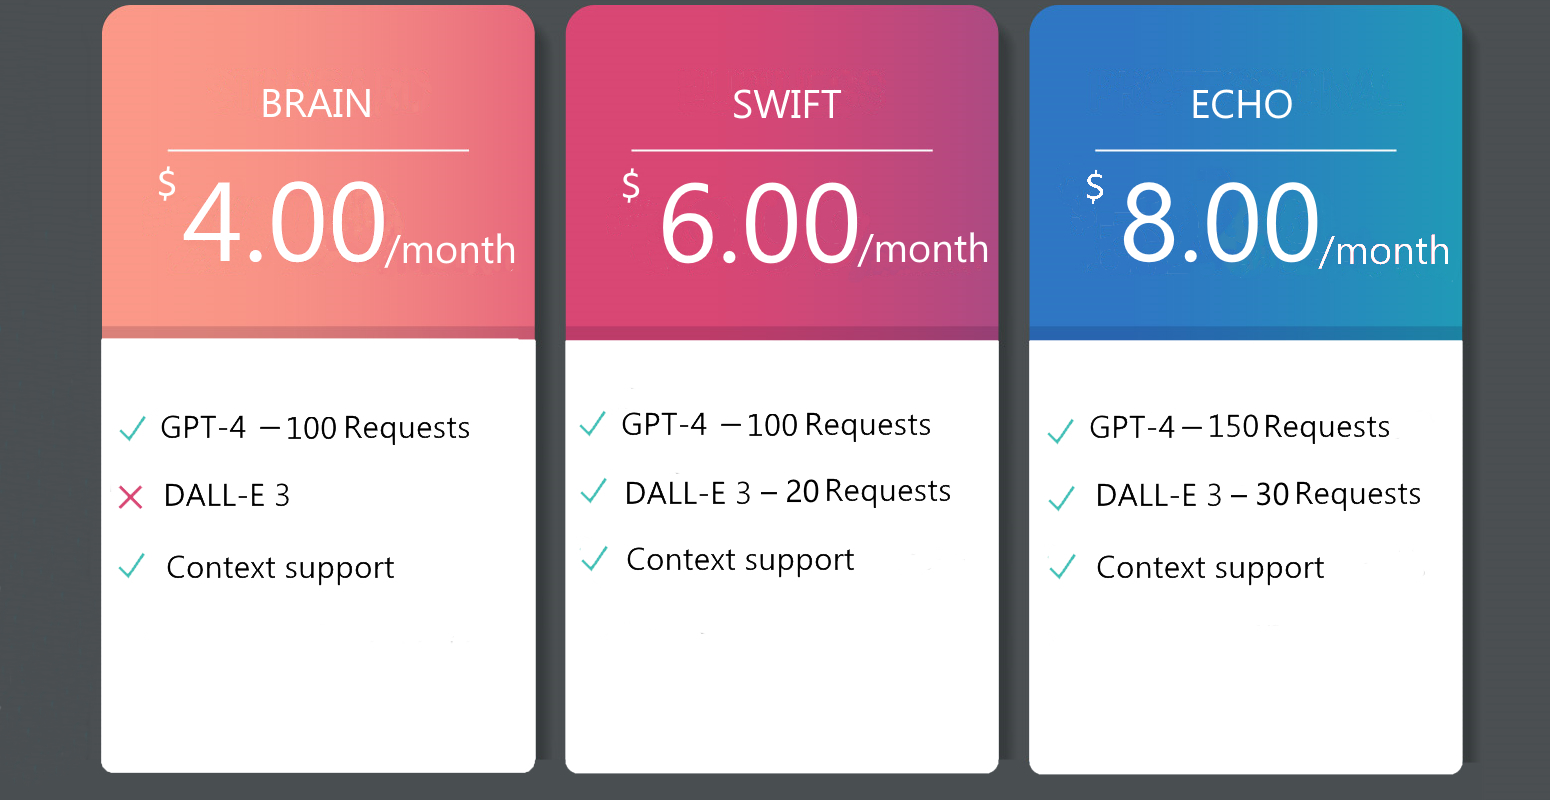 BRAIN
$4.00/month
GPT-4 – 100 Requests
DALL-E 3
Context support
SWIFT
$6.00/month
GPT-4 – 100 Requests
DALL-E 3 – 20 Requests
Context support
ECHO
$8.00/month
GPT-4 – 150 Requests
DALL-E 3 – 30 Requests
Context support